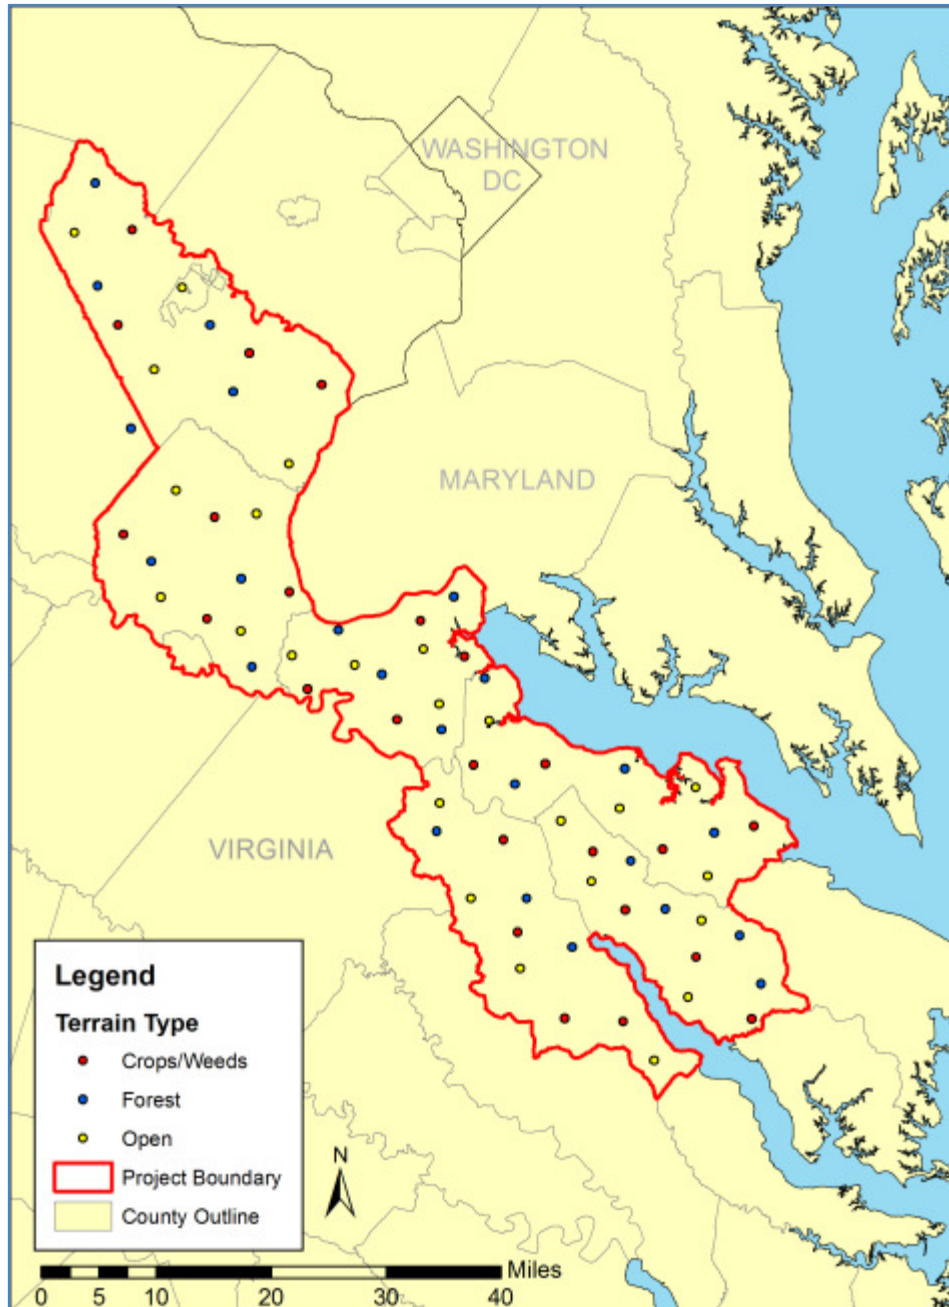 WASHINGTON
DC
MARYLAND
VIRGINIA
Legend
Terrain Type
Crops/Weeds
Forest
Open
Project Boundary
County Outline
N
Miles
0 5 10 20 30 40